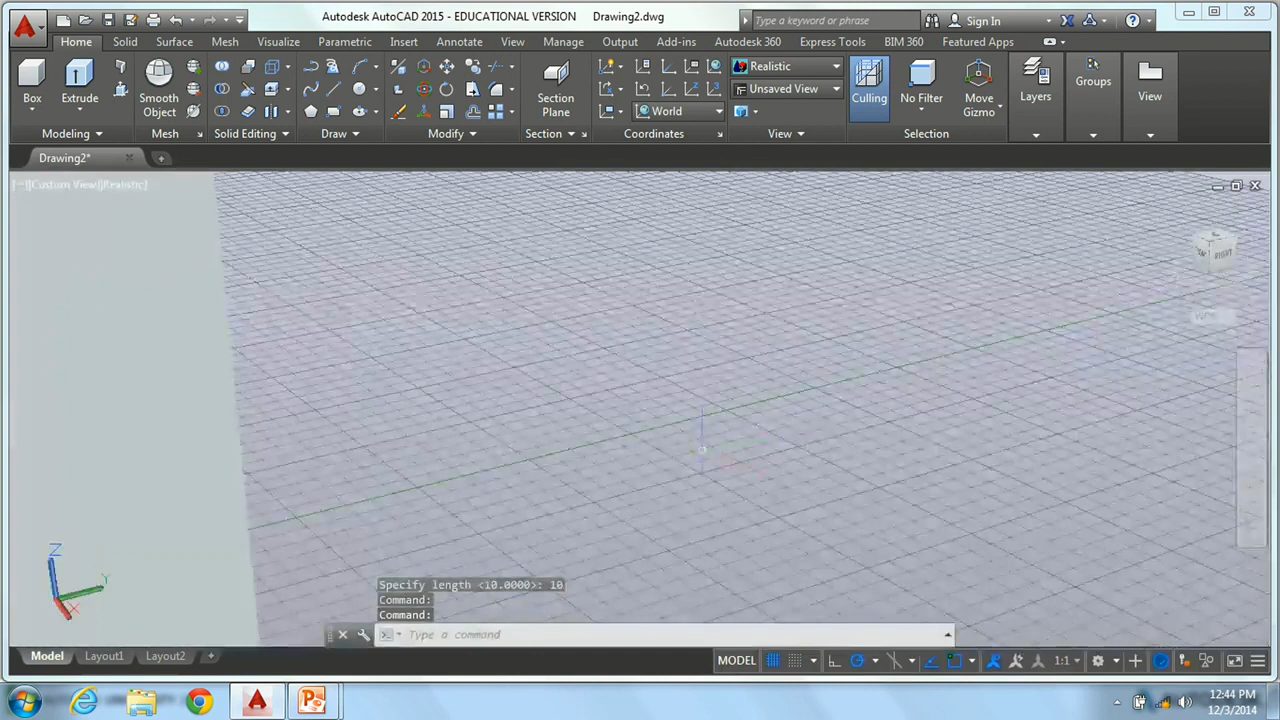 Autodesk AutoCAD 2015 - EDUCATIONAL VERSION Drawing2.dwg
Type a keyword or phrase
Sign In
Home Solid Surface Mesh Visualize Parametric Insert Annotate View Manage Output Add-ins Autodesk 360 Express Tools BIM 360 Featured Apps
Realistic
Unsaved View
World
Box
Extrude
Smooth
Object
Section
Plane
Culling
No Filter
Move
Gizmo
Layers
Groups
View
Modeling
Mesh
Solid Editing
Draw
Modify
Section
Coordinates
View
Selection
Drawing2*
[−][Custom View][Realistic]
RIGHT
Z
Y
X
Specify length <10.0000>: 10
Command:
Command:
Type a command
Model Layout1 Layout2
MODEL
1:1
12:44 PM
12/3/2014